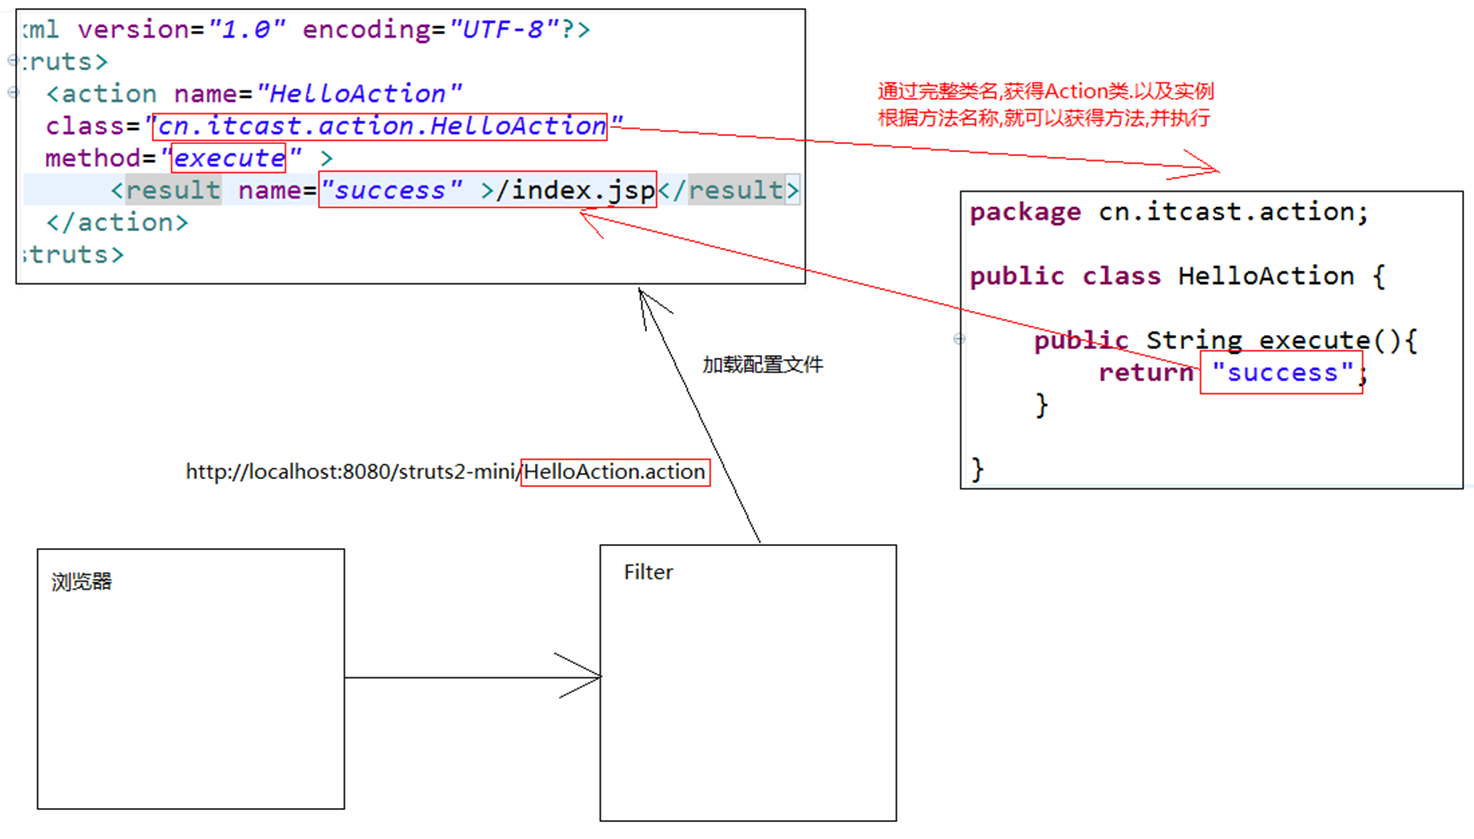 xml version="1.0" encoding="UTF-8"?>
truts>
<action name="HelloAction"
class="cn.itcast.action.HelloAction"
method="execute" >
<result name="success" >/index.jsp</result>
</action>
struts>
通过完整类名,获得Action类.以及实例
根据方法名称,就可以获得方法,并执行
package cn.itcast.action;
public class HelloAction {
public String execute(){
return "success";
}
}
加载配置文件
http://localhost:8080/struts2-mini/HelloAction.action
浏览器
Filter